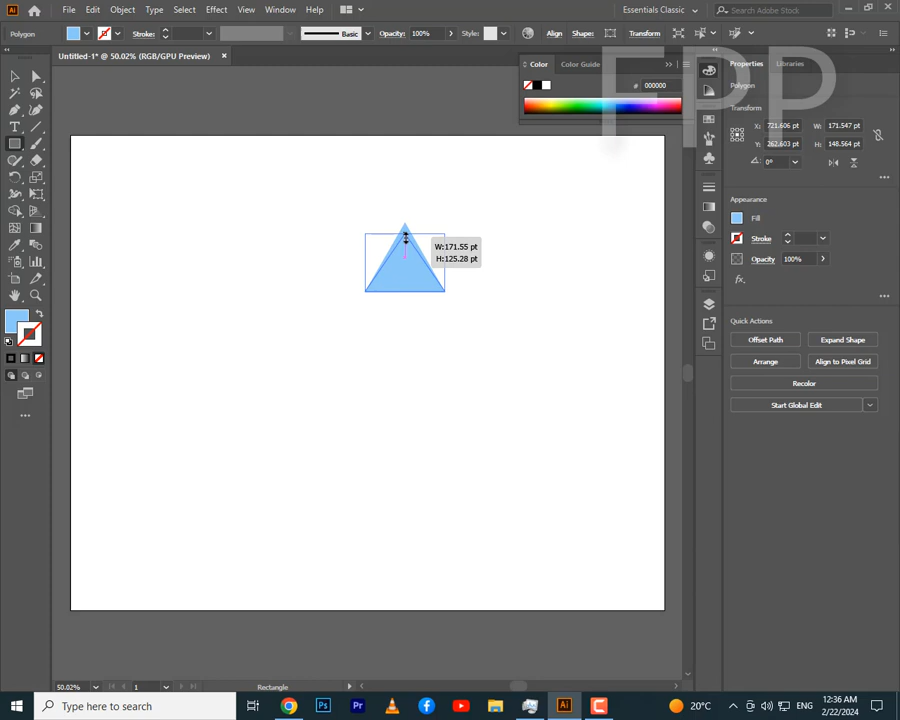 Ai
File Edit Object Type Select Effect View Window Help
Essentials Classic
Search Adobe Stock
Polygon
Stroke:
Basic
Opacity: 100%
Style:
Align
Shape:
Transform
Untitled-1* @ 50.02% (RGB/GPU Preview) ×
Color
Color Guide
# 000000
FPP
Properties
Libraries
Polygon
Transform
X: 721.606 pt
W: 171.547 pt
Y: 262.603 pt
H: 148.564 pt
0°
Appearance
Fill
Stroke
Opacity 100%
fx.
W:171.55 pt
H:125.28 pt
Quick Actions
Offset Path
Expand Shape
Arrange
Align to Pixel Grid
Recolor
Start Global Edit
50.02%
1
Rectangle
Type here to search
Ps
Pr
Ai
20°C
12:36 AM
2/22/2024